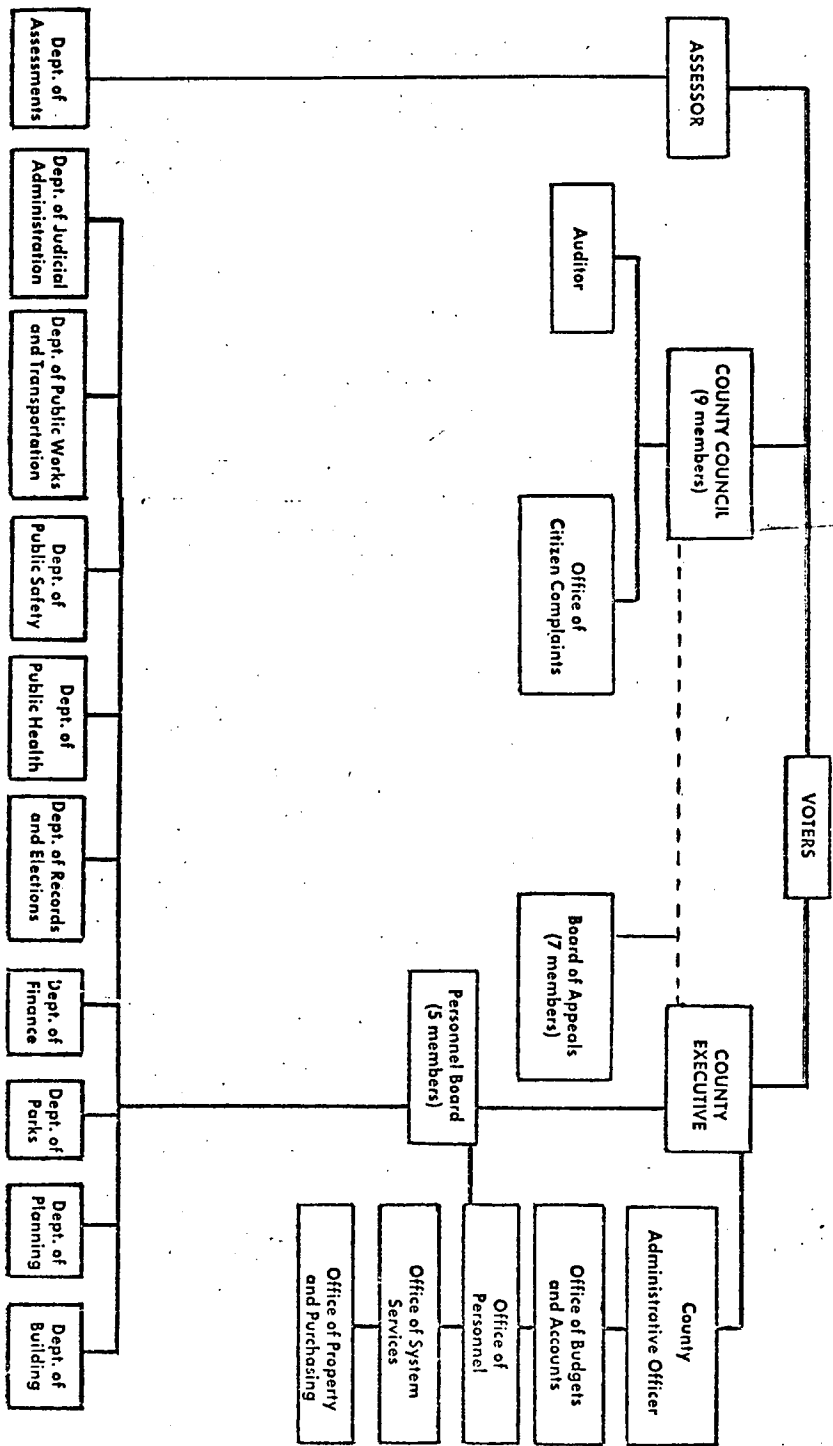 VOTERS
ASSESSOR
COUNTY COUNCIL
(9 members)
COUNTY
EXECUTIVE
Auditor
Office of
Citizen Complaints
Board of Appeals
(7 members)
Personnel Board
(5 members)
County
Administrative Officer
Office of Budgets
and Accounts
Office of
Personnel
Office of System
Services
Office of Property
and Purchasing
Dept. of
Assessments
Dept. of Judicial
Administration
Dept. of Public Works
and Transportation
Dept. of
Public Safety
Dept. of
Public Health
Dept. of Records
and Elections
Dept. of
Finance
Dept. of
Parks
Dept. of
Planning
Dept. of
Building